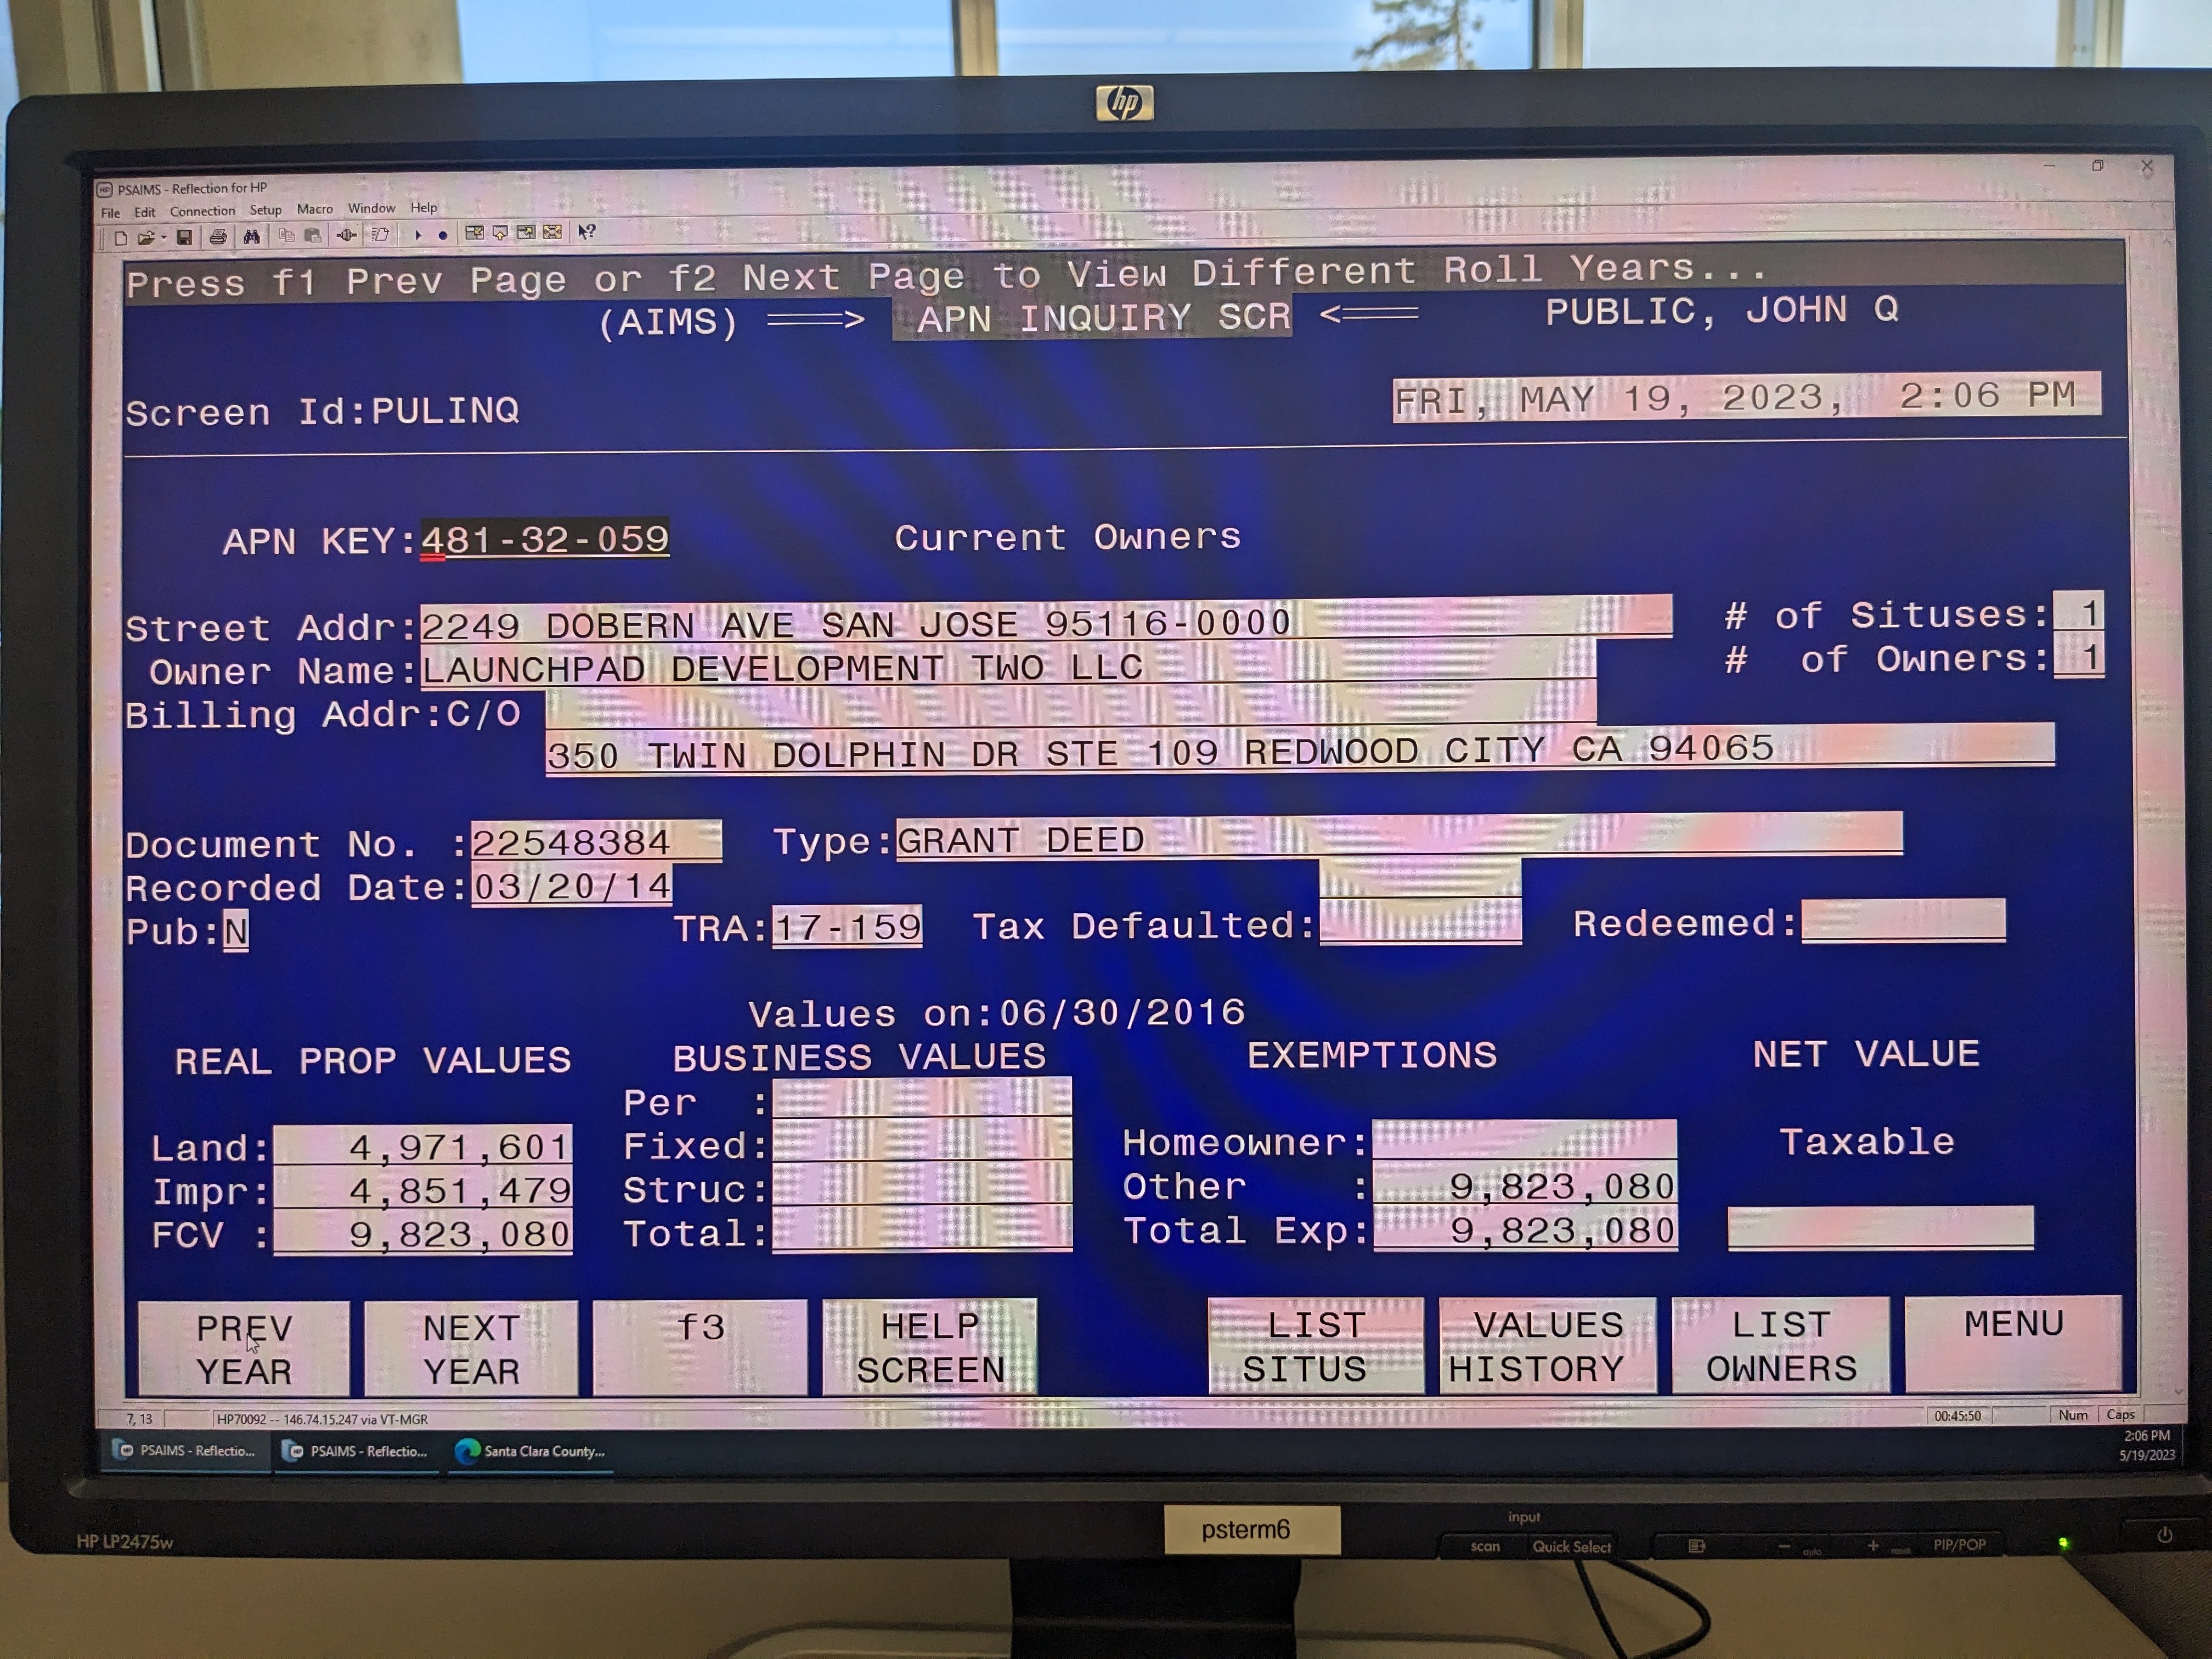 hp
PSAIMS - Reflection for HP
File Edit Connection Setup Macro Window Help
Press f1 Prev Page or f2 Next Page to View Different Roll Years...
(AIMS) ===> APN INQUIRY SCR <=== PUBLIC, JOHN Q
Screen Id:PULINQ FRI, MAY 19, 2023, 2:06 PM
APN KEY:481-32-059 Current Owners
Street Addr:2249 DOBERN AVE SAN JOSE 95116-0000 # of Situses: 1
Owner Name:LAUNCHPAD DEVELOPMENT TWO LLC # of Owners: 1
Billing Addr:C/O
350 TWIN DOLPHIN DR STE 109 REDWOOD CITY CA 94065
Document No. :22548384 Type:GRANT DEED
Recorded Date:03/20/14
Pub:N TRA:17-159 Tax Defaulted: Redeemed:
Values on:06/30/2016
REAL PROP VALUES BUSINESS VALUES EXEMPTIONS NET VALUE
Per :
Land: 4,971,601 Fixed: Homeowner: Taxable
Impr: 4,851,479 Struc: Other : 9,823,080
FCV : 9,823,080 Total: Total Exp: 9,823,080
PREV YEAR NEXT YEAR f3 HELP SCREEN LIST SITUS VALUES HISTORY LIST OWNERS MENU
7, 13 HP70092 -- 146.74.15.247 via VT-MGR 00:45:50 Num Caps
PSAIMS - Reflectio... PSAIMS - Reflectio... Santa Clara County... 2:06 PM
5/19/2023
HP LP2475w
psterm6
input
scan Quick Select - auto + reset PIP/POP